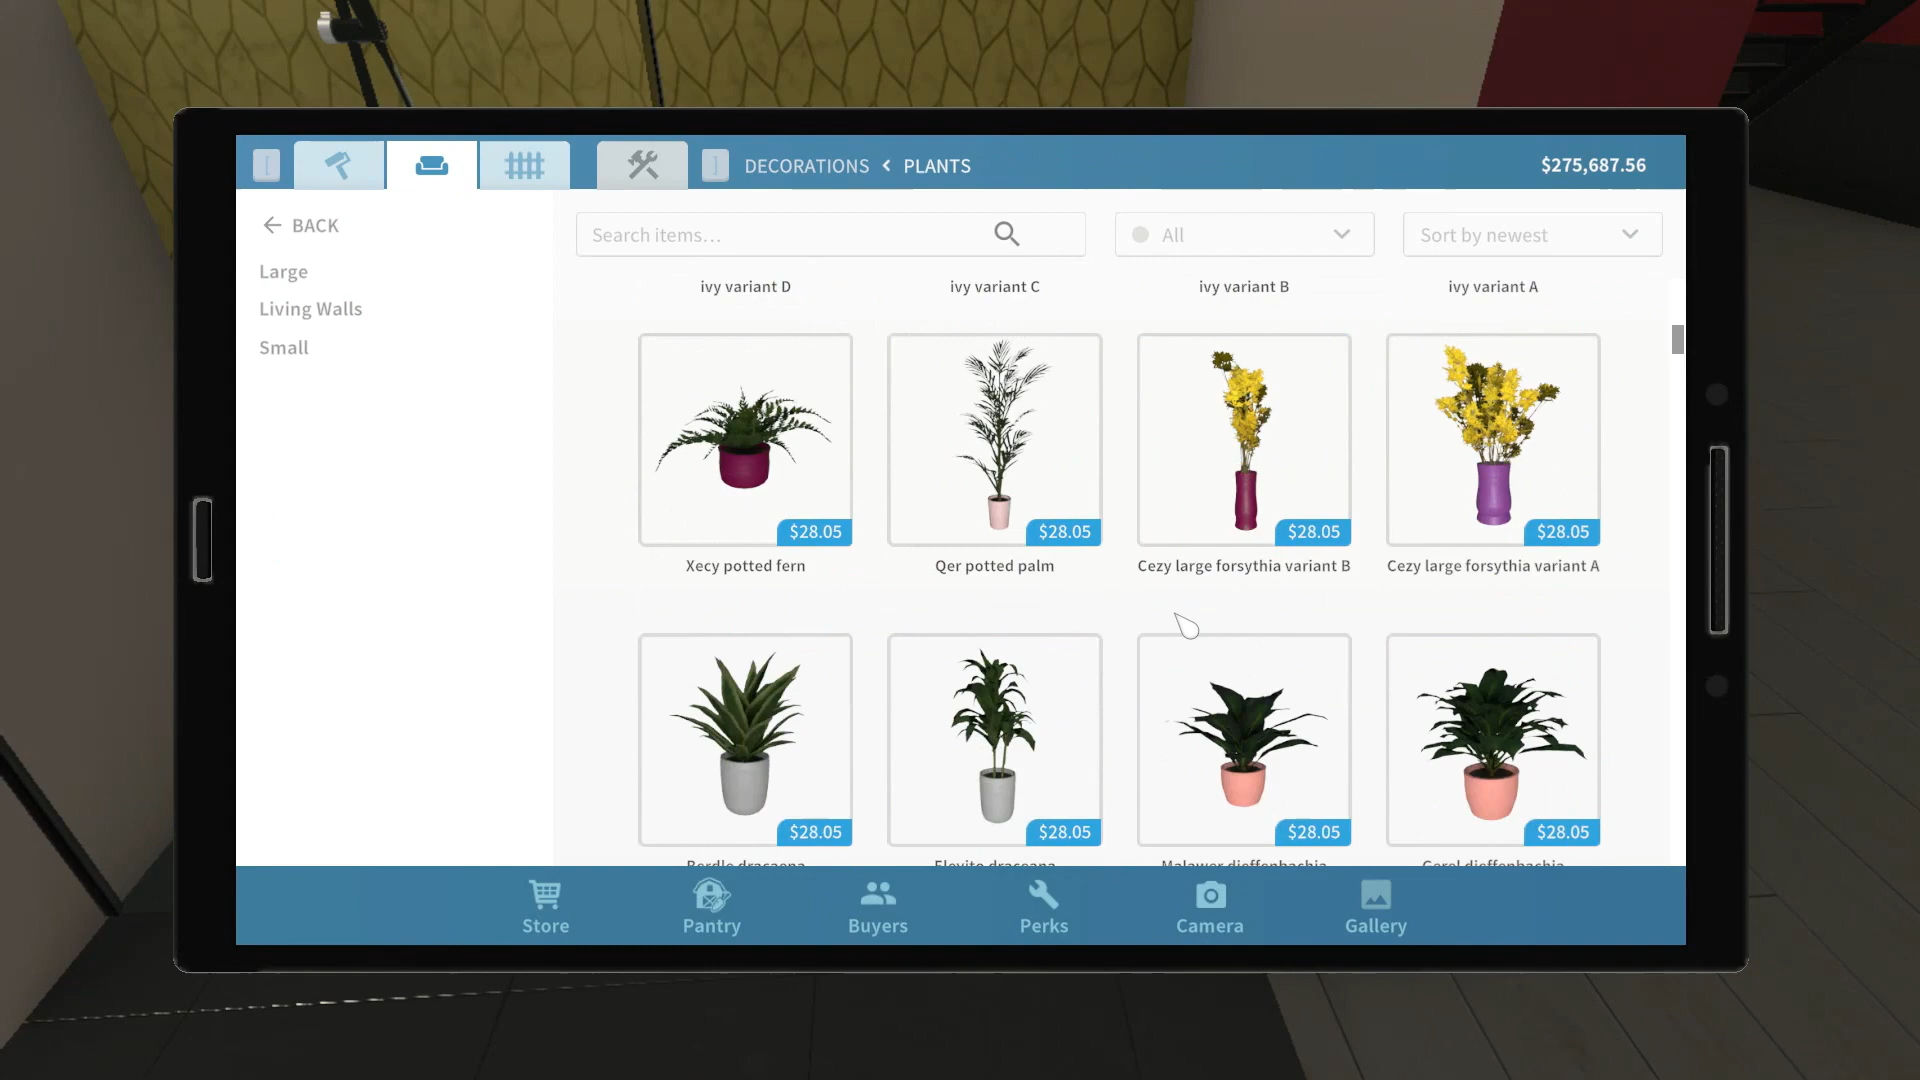 [
]
DECORATIONS < PLANTS
$275,687.56
BACK
Large
Living Walls
Small
Search items...
All
Sort by newest
ivy variant D
ivy variant C
ivy variant B
ivy variant A
$28.05
$28.05
$28.05
$28.05
Xecy potted fern
Qer potted palm
Cezy large forsythia variant B
Cezy large forsythia variant A
$28.05
$28.05
$28.05
$28.05
Store
Pantry
Buyers
Perks
Camera
Gallery